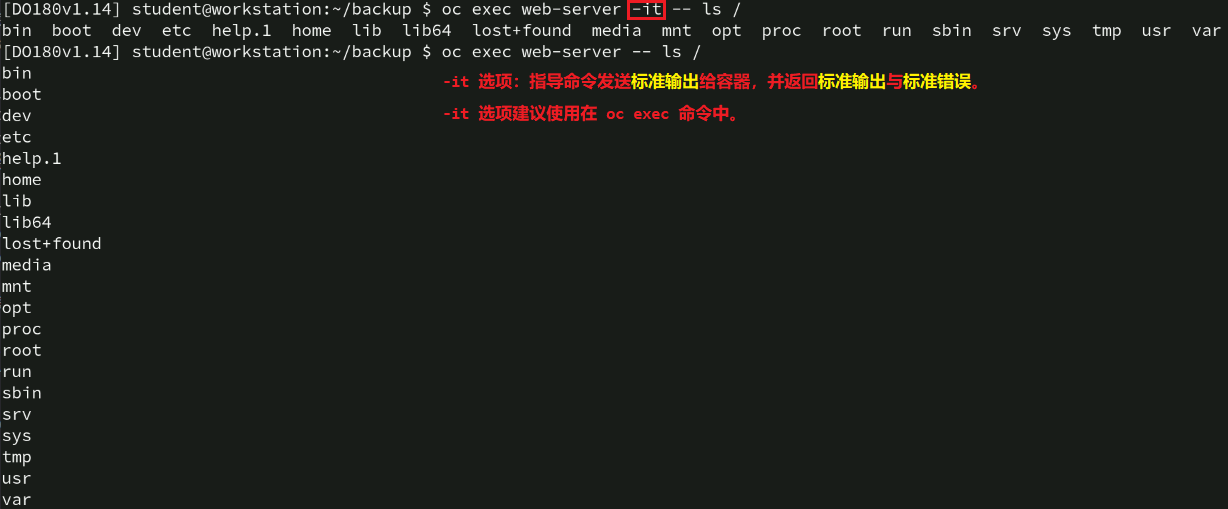 [DO180v1.14] student@workstation:~/backup $ oc exec web-server -it -- ls /
bin  boot  dev  etc  help.1  home  lib  lib64  lost+found  media  mnt  opt  proc  root  run  sbin  srv  sys  tmp  usr  var
[DO180v1.14] student@workstation:~/backup $ oc exec web-server -- ls /
bin
-it 选项：指导命令发送标准输出给容器，并返回标准输出与标准错误。
boot
-it 选项建议使用在 oc exec 命令中。
dev
etc
help.1
home
lib
lib64
lost+found
media
mnt
opt
proc
root
run
sbin
srv
sys
tmp
usr
var